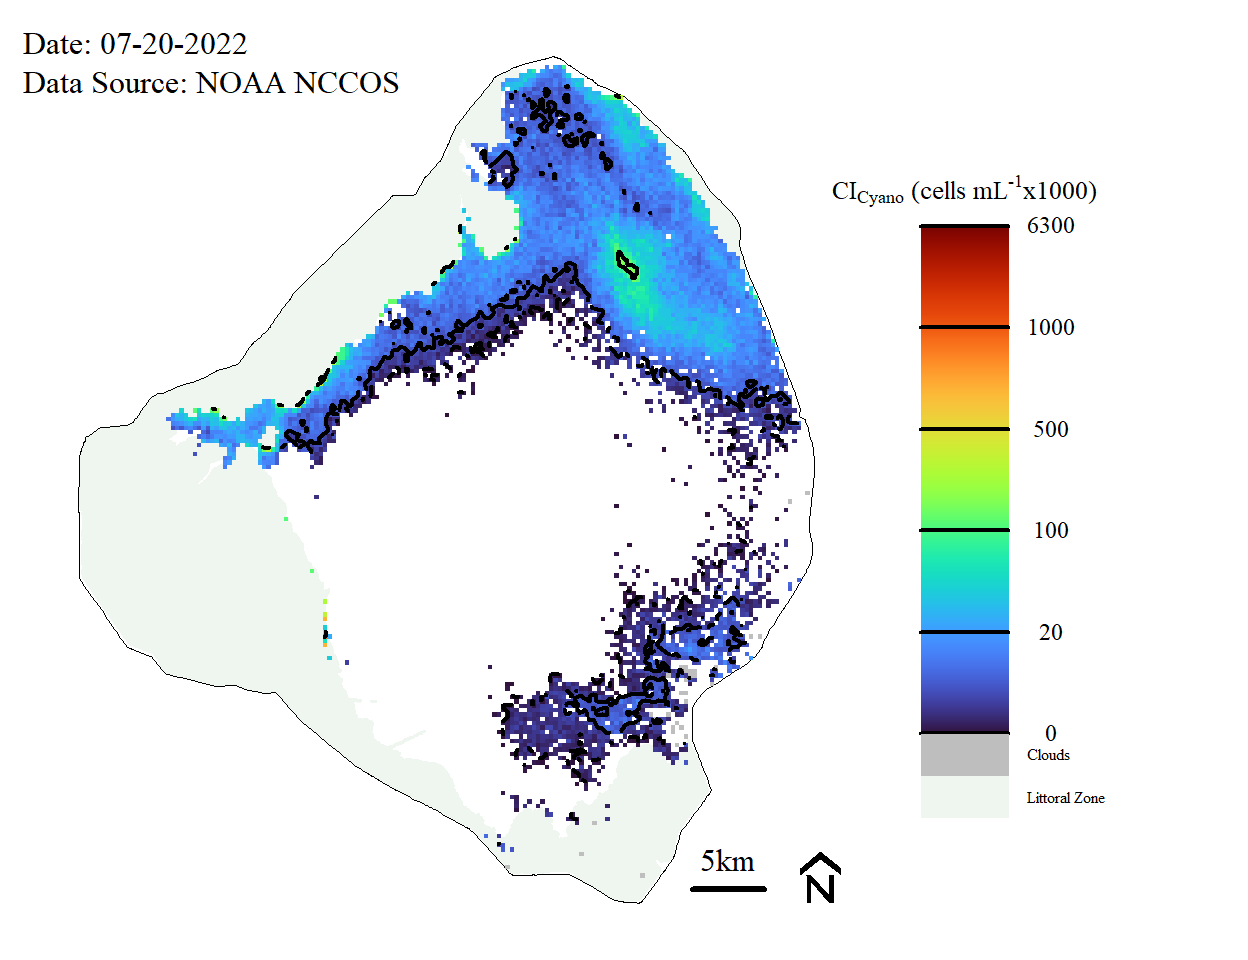 Date: 07-20-2022
Data Source: NOAA NCCOS
CICyano (cells mL-1x1000)
6300
1000
500
100
20
0
Clouds
Littoral Zone
5km
N